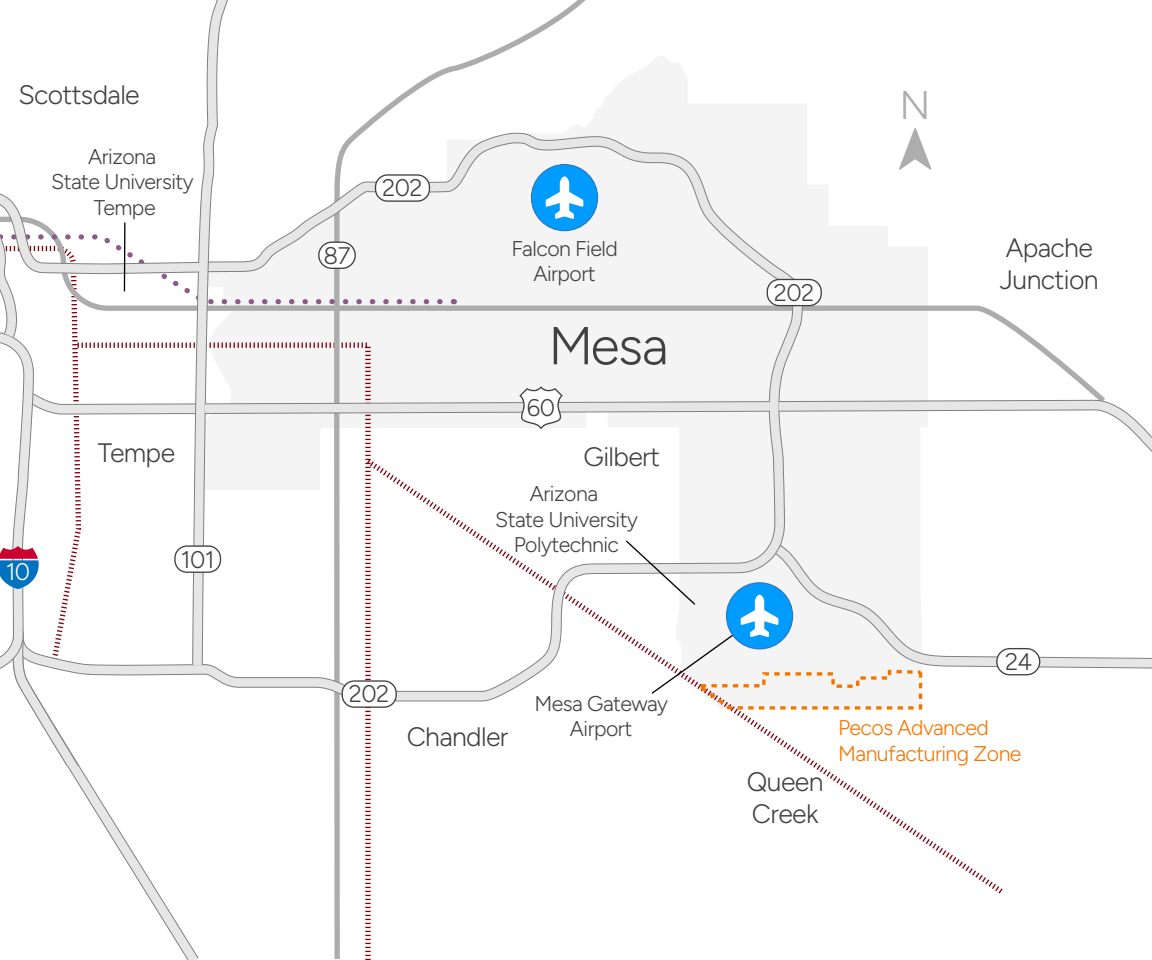 Scottsdale
N
Arizona
State University
Tempe
202
87
Falcon Field
Airport
Apache
Junction
202
Mesa
60
Tempe
Gilbert
Arizona
State University
Polytechnic
101
10
24
202
Mesa Gateway
Airport
Chandler
Pecos Advanced
Manufacturing Zone
Queen
Creek